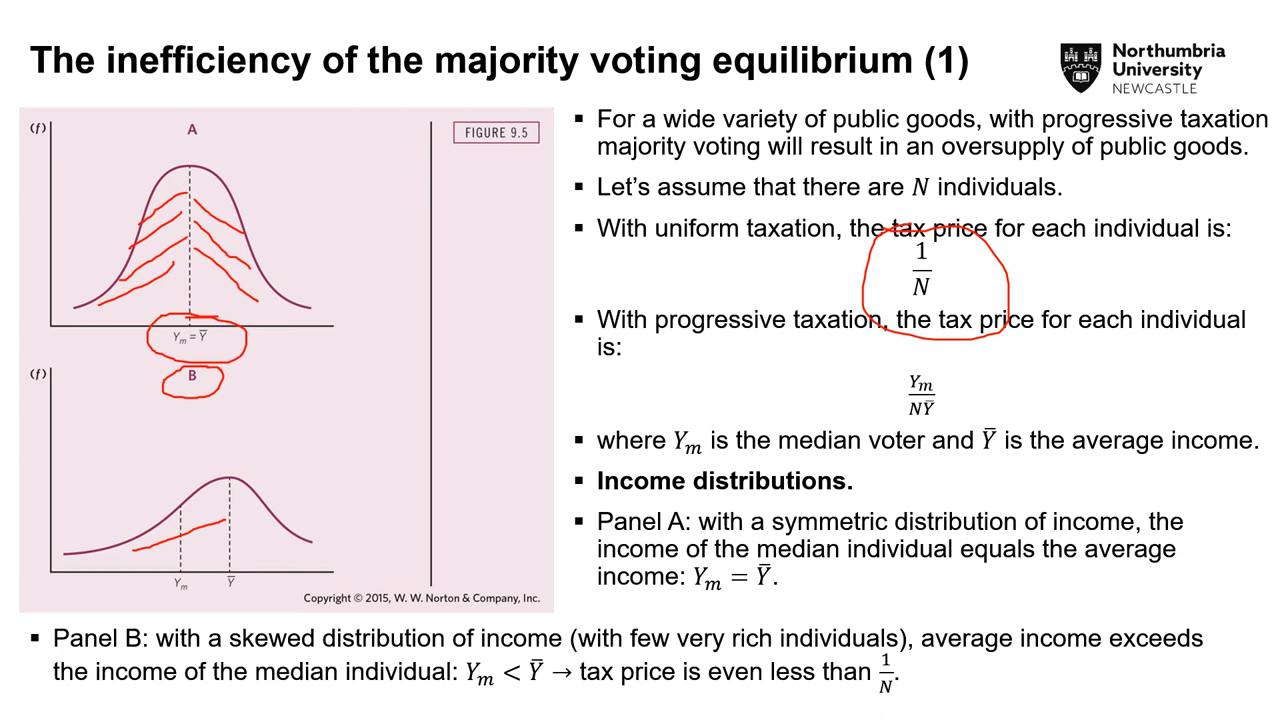 The inefficiency of the majority voting equilibrium (1)
Northumbria
University
NEWCASTLE
(f)
A
FIGURE 9.5
Yₘ = Ȳ
(f)
B
Yₘ
Ȳ
Copyright © 2015, W. W. Norton & Company, Inc.
▪ For a wide variety of public goods, with progressive taxation
majority voting will result in an oversupply of public goods.
▪ Let’s assume that there are N individuals.
▪ With uniform taxation, the tax price for each individual is:
1
N
▪ With progressive taxation, the tax price for each individual
is:
Yₘ
NȲ
▪ where Yₘ is the median voter and Ȳ is the average income.
▪ Income distributions.
▪ Panel A: with a symmetric distribution of income, the
income of the median individual equals the average
income: Yₘ = Ȳ.
▪ Panel B: with a skewed distribution of income (with few very rich individuals), average income exceeds
the income of the median individual: Yₘ < Ȳ → tax price is even less than 1/N.